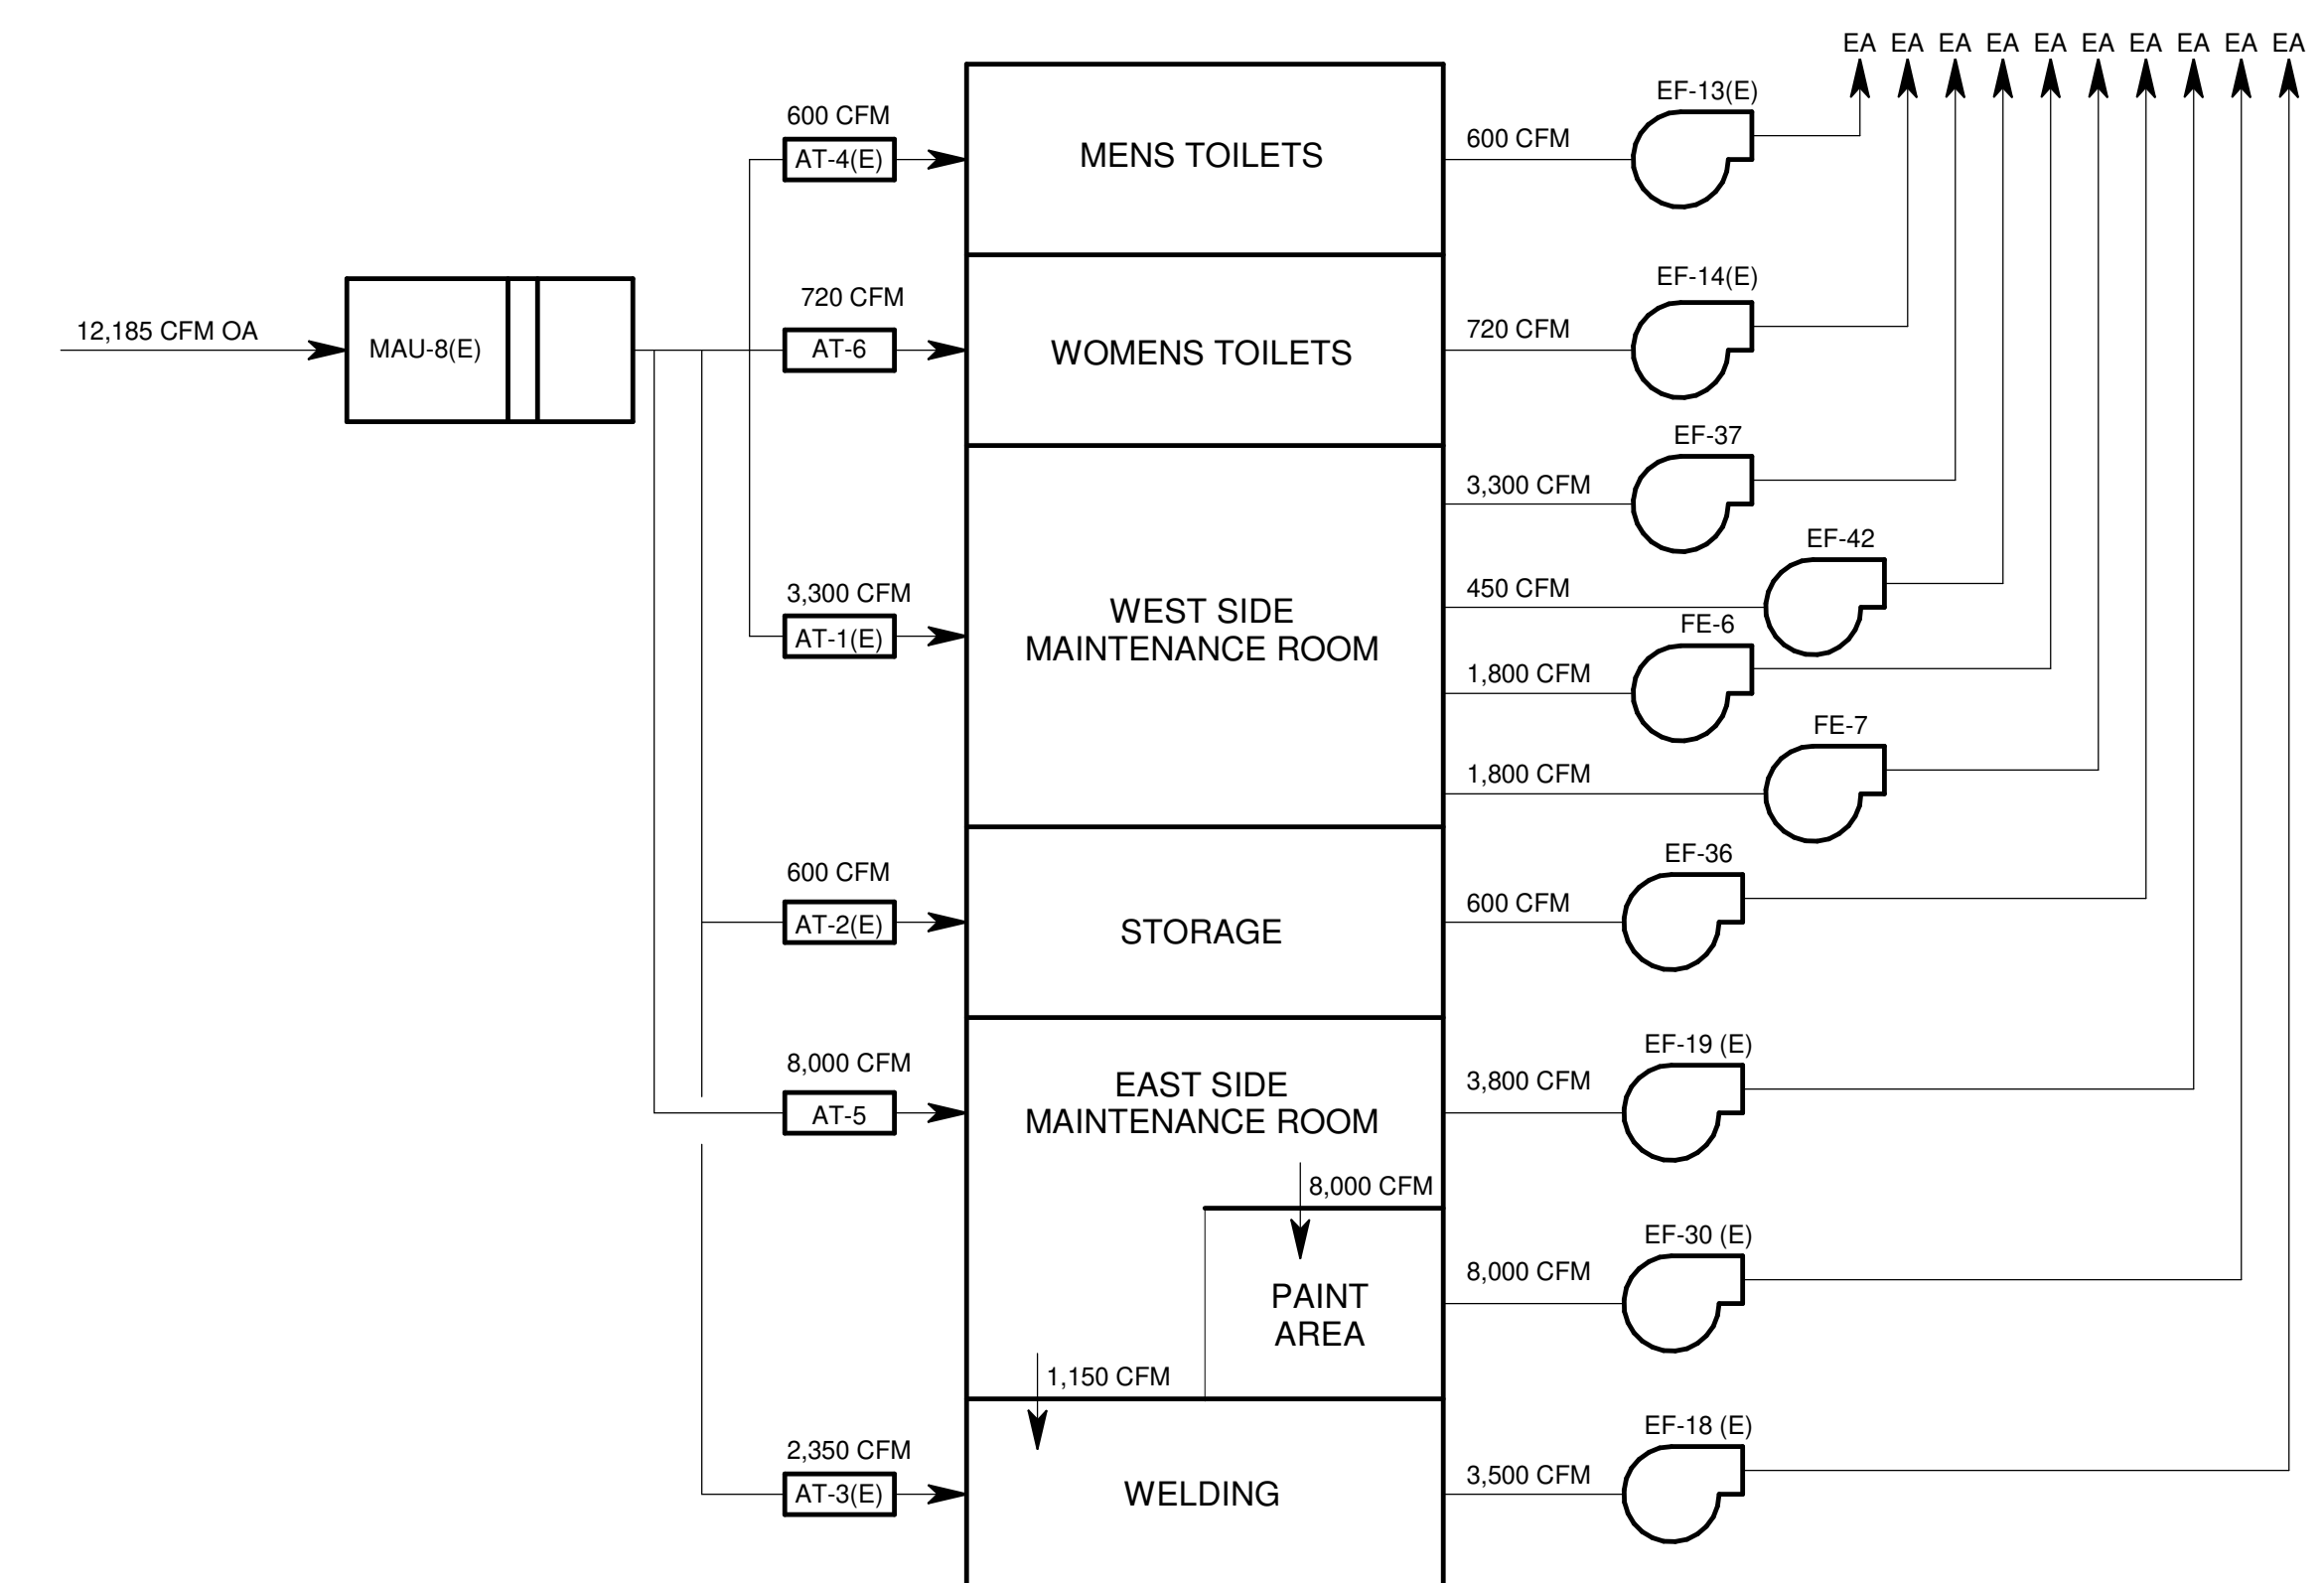 EA EA EA EA EA EA EA EA EA EA
EF-13(E)
600 CFM
AT-4(E)
MENS TOILETS
600 CFM
EF-14(E)
720 CFM
12,185 CFM OA
MAU-8(E)
AT-6
WOMENS TOILETS
720 CFM
EF-37
3,300 CFM
EF-42
3,300 CFM
AT-1(E)
WEST SIDE
MAINTENANCE ROOM
450 CFM
FE-6
1,800 CFM
FE-7
1,800 CFM
EF-36
600 CFM
AT-2(E)
STORAGE
600 CFM
EF-19 (E)
8,000 CFM
AT-5
EAST SIDE
MAINTENANCE ROOM
3,800 CFM
8,000 CFM
EF-30 (E)
8,000 CFM
PAINT
AREA
1,150 CFM
EF-18 (E)
2,350 CFM
AT-3(E)
WELDING
3,500 CFM